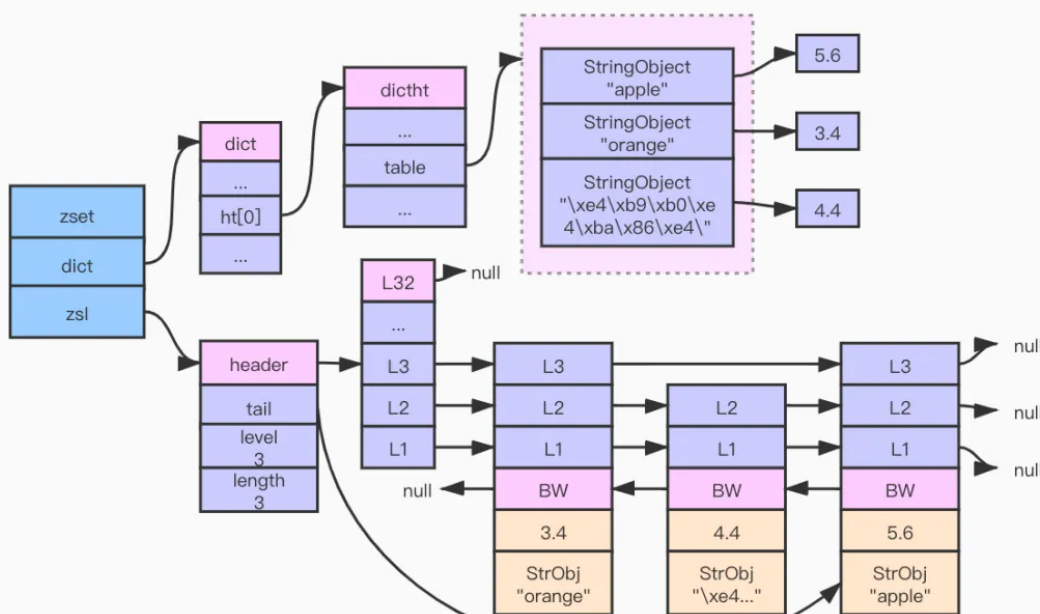 zset
dict
zsl
dict
...
ht[0]
...
dictht
...
table
...
StringObject
"apple"
StringObject
"orange"
StringObject
"\xe4\xb9\xb0\xe
4\xba\x86\xe4\"
5.6
3.4
4.4
header
tail
level
3
length
3
L32
...
L3
L2
L1
null
null
L3
L2
L1
BW
3.4
StrObj
"orange"
L2
L1
BW
4.4
StrObj
"\xe4..."
L3
L2
L1
BW
5.6
StrObj
"apple"
null
null
null